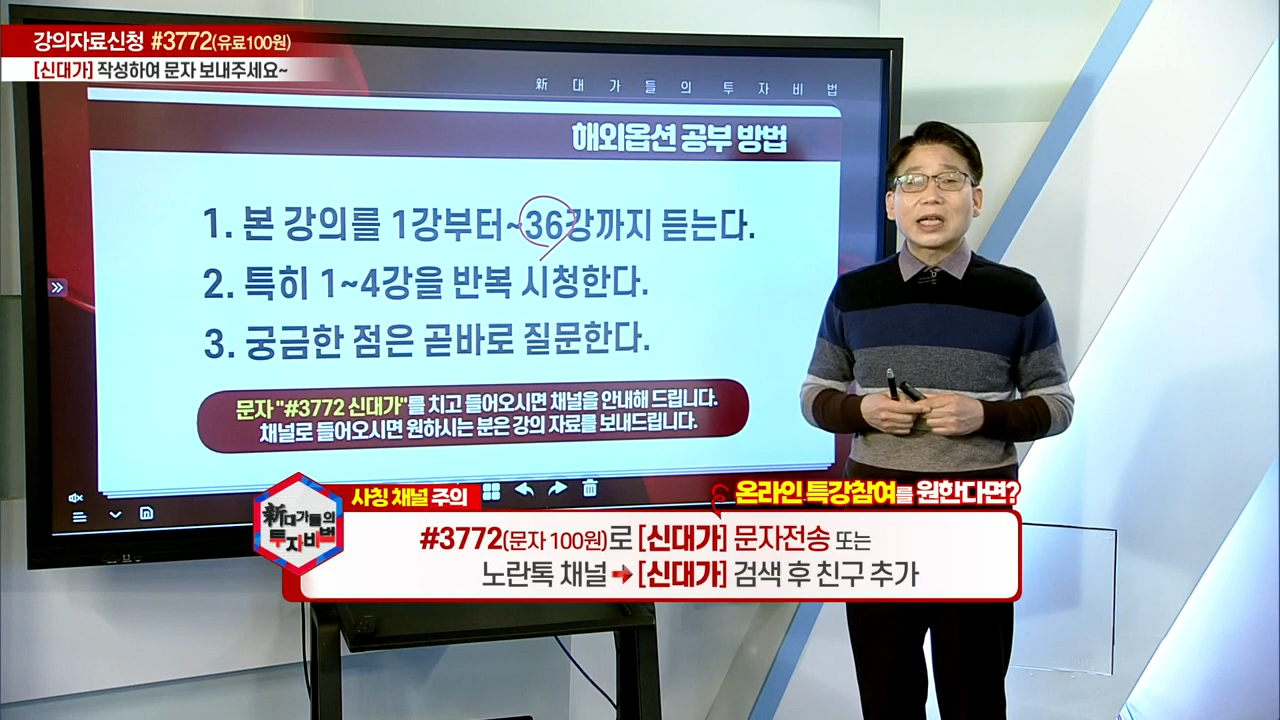 강의자료신청 #3772(유료100원)
[신대가] 작성하여 문자 보내주세요~
新 대 가 들 의 투 자 비 법
해외옵션 공부 방법
1. 본 강의를 1강부터~36강까지 듣는다.
2. 특히 1~4강을 반복 시청한다.
3. 궁금한 점은 곧바로 질문한다.
문자 "#3772 신대가"를 치고 들어오시면 채널을 안내해 드립니다.
채널로 들어오시면 원하시는 분은 강의 자료를 보내드립니다.
사칭 채널 주의
온라인 특강참여를 원한다면?
新대가들의
투자비법
#3772(문자 100원)로 [신대가] 문자전송 또는
노란톡 채널 ➔ [신대가] 검색 후 친구 추가